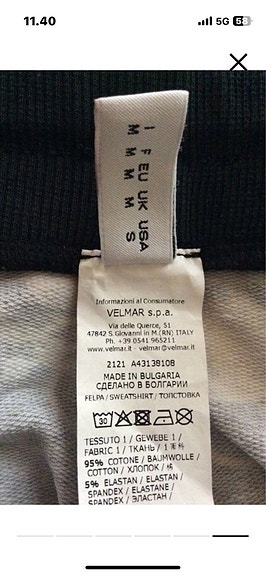 11.40
5G 58
I F EU UK USA
M M M M S
Informazioni al Consumatore
VELMAR s.p.a.
Via delle Querce, 51
47842 S.Giovanni in M.(RN) ITALY
Ph. +39 0541 965211
www.velmar.it - velmar@velmar.it
2121 A4313810B
MADE IN BULGARIA
СДЕЛАНО В БОЛГАРИИ
FELPA / SWEATSHIRT / ТОЛСТОВКА
30
TESSUTO 1 / GEWEBE 1 /
FABRIC 1 / ТКАНЬ 1 /
95% COTONE / BAUMWOLLE /
COTTON / ХЛОПОК / 棉
5% ELASTAN / ELASTAN /
SPANDEX / ELASTANE /
SPANDEX / ЭЛАСТАН /